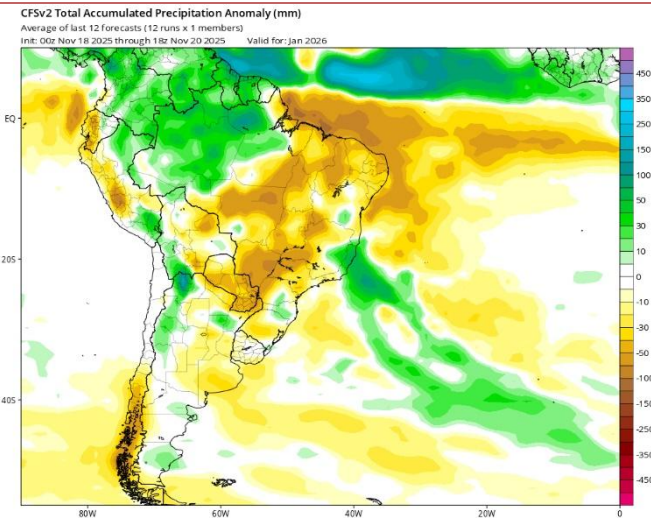 CFSv2 Total Accumulated Precipitation Anomaly (mm)
Average of last 12 forecasts (12 runs x 1 members)
Init: 00z Nov 18 2025 through 18z Nov 20 2025 Valid for: Jan 2026
EQ
20S
40S
80W
60W
40W
20W
0
450
350
250
150
100
50
30
10
0
-10
-30
-50
-100
-150
-250
-350
-450